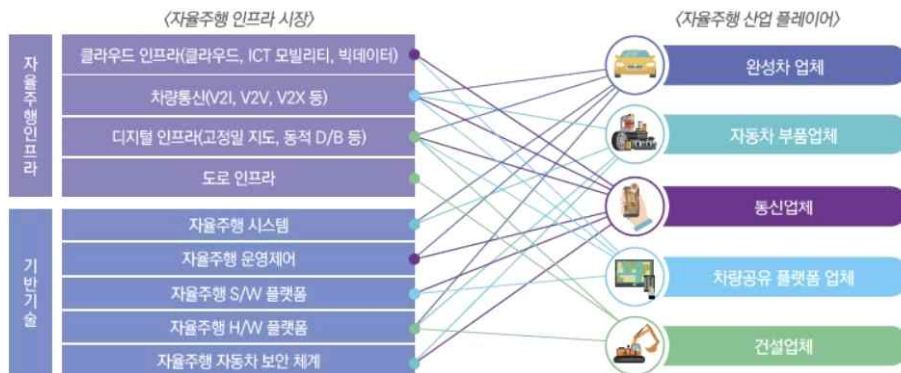 〈자율주행 인프라 시장〉
〈자율주행 산업 플레이어〉
자율주행인프라
클라우드 인프라(클라우드, ICT 모빌리티, 빅데이터)
차량통신(V2I, V2V, V2X 등)
디지털 인프라(고정밀 지도, 동적 D/B 등)
도로 인프라
기반기술
자율주행 시스템
자율주행 운영제어
자율주행 S/W 플랫폼
자율주행 H/W 플랫폼
자율주행 자동차 보안 체계
완성차 업체
자동차 부품업체
통신업체
차량공유 플랫폼 업체
건설업체